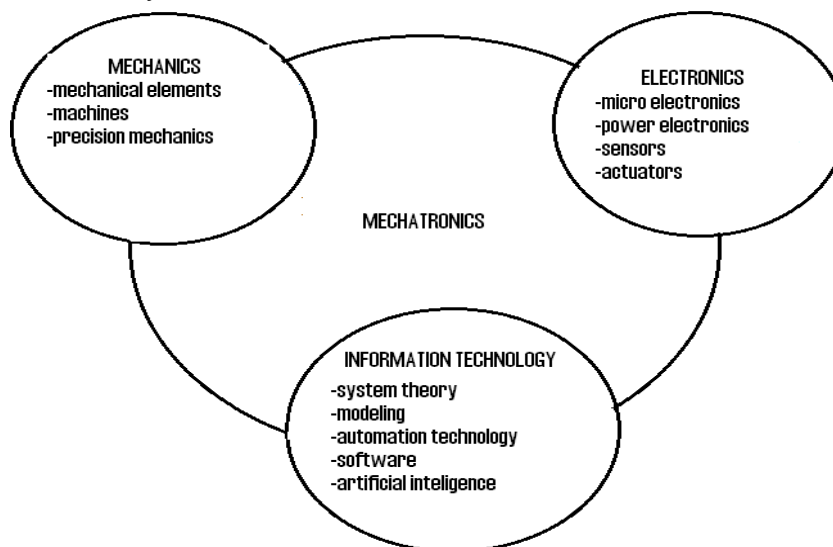 MECHANICS
-mechanical elements
-machines
-precision mechanics
ELECTRONICS
-micro electronics
-power electronics
-sensors
-actuators
MECHATRONICS
INFORMATION TECHNOLOGY
-system theory
-modeling
-automation technology
-software
-artificial inteligence